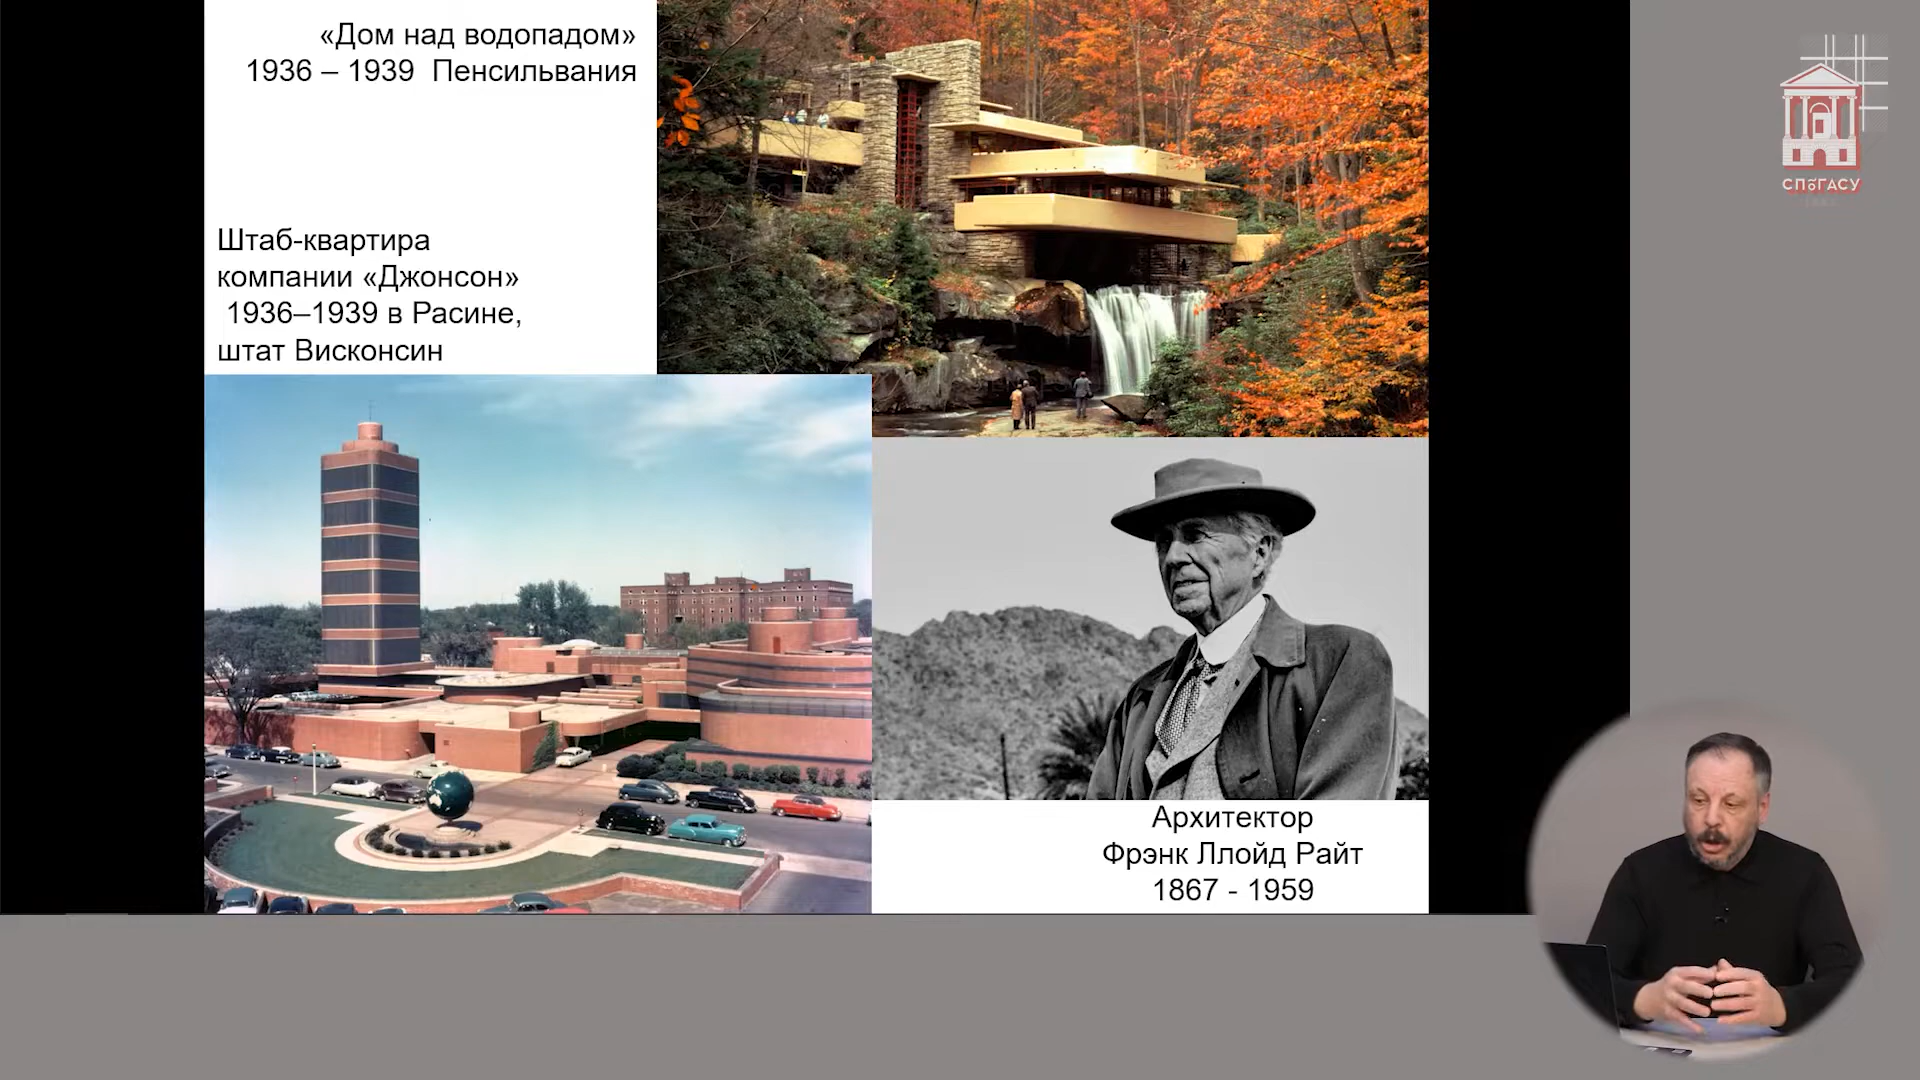 «Дом над водопадом»
1936 – 1939 Пенсильвания
Штаб-квартира
компании «Джонсон»
1936–1939 в Расине,
штат Висконсин
Архитектор
Фрэнк Ллойд Райт
1867 - 1959
СПбГАСУ